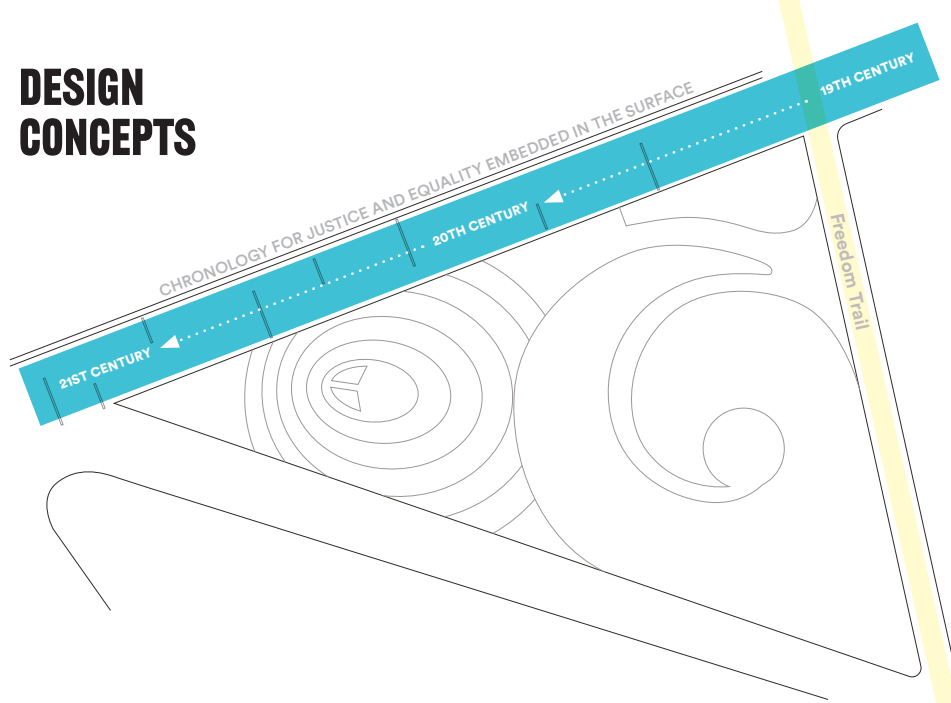 DESIGN
CONCEPTS
CHRONOLOGY FOR JUSTICE AND EQUALITY EMBEDDED IN THE SURFACE
19TH CENTURY
20TH CENTURY
21ST CENTURY
Freedom Trail